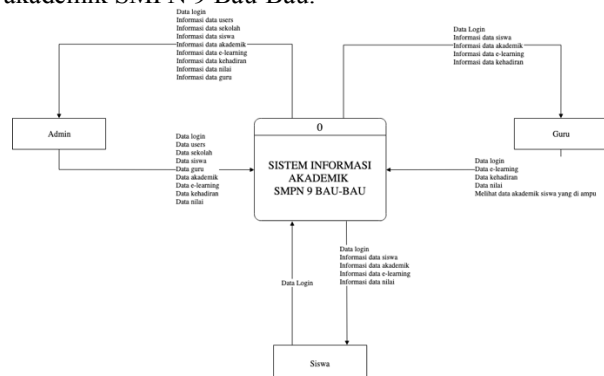 akademik SMPN 9 Bau-Bau.
Data login
Informasi data users
Informasi data sekolah
Informasi data siswa
Informasi data akademik
Informasi data e-learning
Informasi data kehadiran
Informasi data nilai
Informasi data guru
Data Login
Informasi data siswa
Informasi data akademik
Informasi data e-learning
Informasi data kehadiran
Admin
0
SISTEM INFORMASI
AKADEMIK
SMPN 9 BAU-BAU
Guru
Data login
Data users
Data sekolah
Data siswa
Data guru
Data akademik
Data e-learning
Data kehadiran
Data nilai
Data login
Data e-learning
Data kehadiran
Data nilai
Melihat data akademik siswa yang di ampu
Data Login
Data login
Informasi data siswa
Informasi data akademik
Informasi data e-learning
Informasi data nilai
Siswa